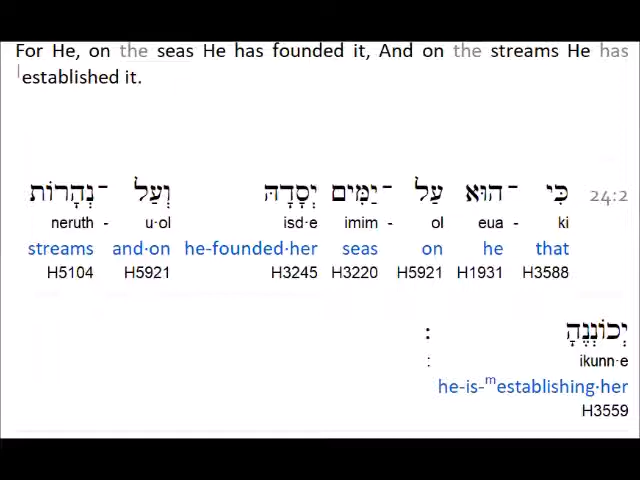 For He, on the seas He has founded it, And on the streams He has
established it.
24:2 כִּי ־ הוּא עַל ־ יַמִּים יְסָדָהּ וְעַל ־ נְהָרוֹת
neruth - u·ol isd·e imim - ol eua - ki
streams and·on he-founded·her seas on he that
H5104 H5921 H3245 H3220 H5921 H1931 H3588
יְכוֹנְנֶהָ :
: ikunn·e
he-is-ᵐestablishing·her
H3559